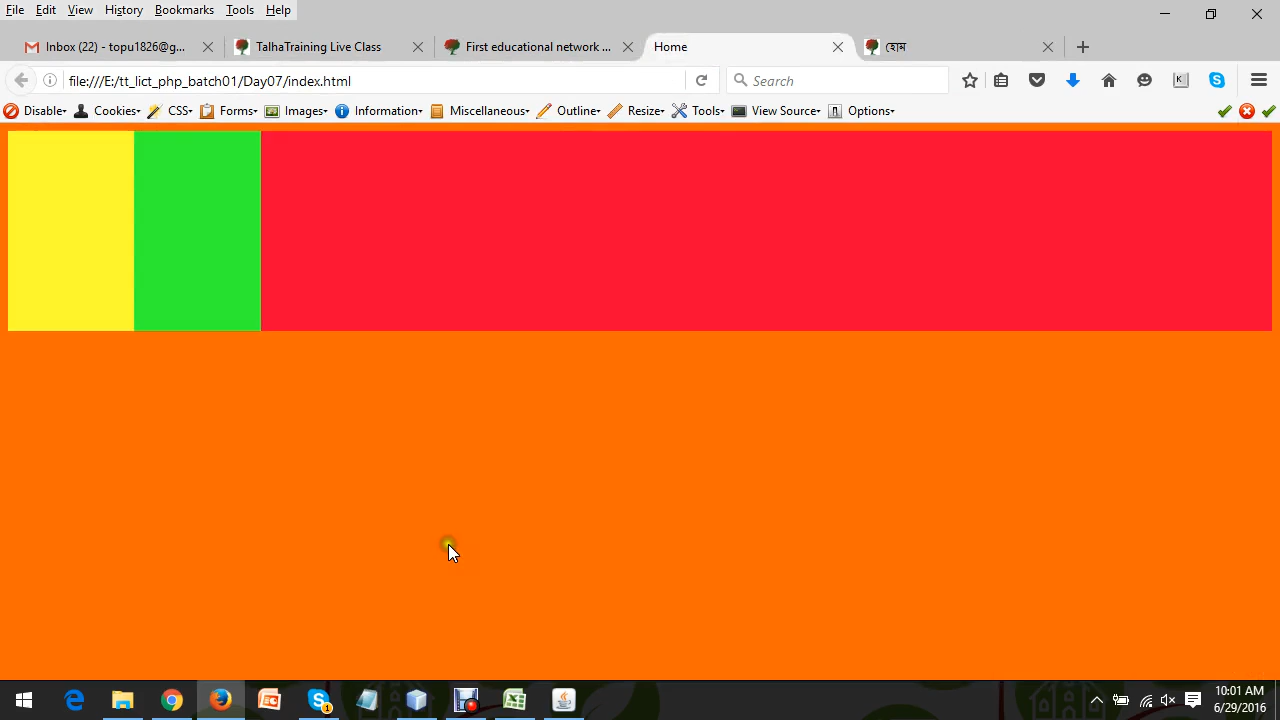 File Edit View History Bookmarks Tools Help
Inbox (22) - topu1826@g... TalhaTraining Live Class First educational network ... Home হোম
file:///E:/tt_lict_php_batch01/Day07/index.html Search
Disable Cookies CSS Forms Images Information Miscellaneous Outline Resize Tools View Source Options
1
10:01 AM
6/29/2016